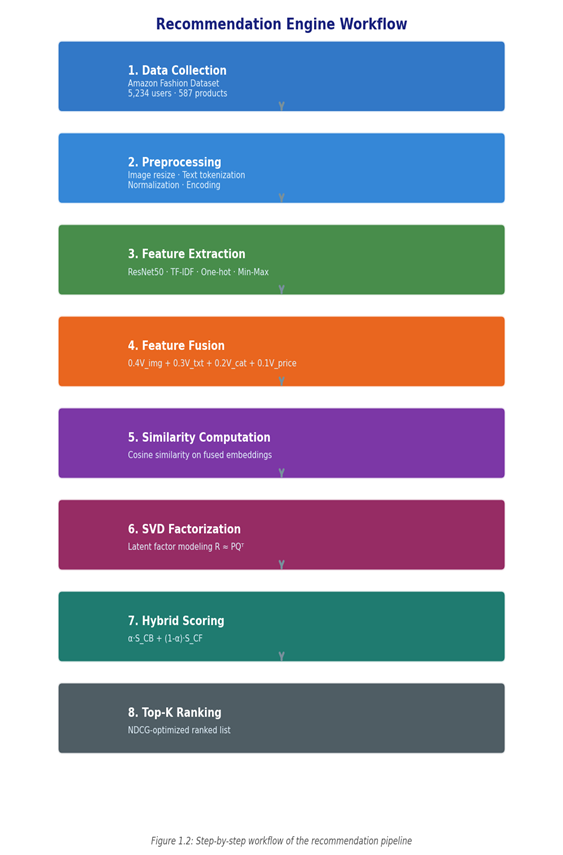 Recommendation Engine Workflow
1. Data Collection
Amazon Fashion Dataset
5,234 users · 587 products
2. Preprocessing
Image resize · Text tokenization
Normalization · Encoding
3. Feature Extraction
ResNet50 · TF-IDF · One-hot · Min-Max
4. Feature Fusion
0.4V_img + 0.3V_txt + 0.2V_cat + 0.1V_price
5. Similarity Computation
Cosine similarity on fused embeddings
6. SVD Factorization
Latent factor modeling R ≈ PQᵀ
7. Hybrid Scoring
α·S_CB + (1-α)·S_CF
8. Top-K Ranking
NDCG-optimized ranked list
Figure 1.2: Step-by-step workflow of the recommendation pipeline